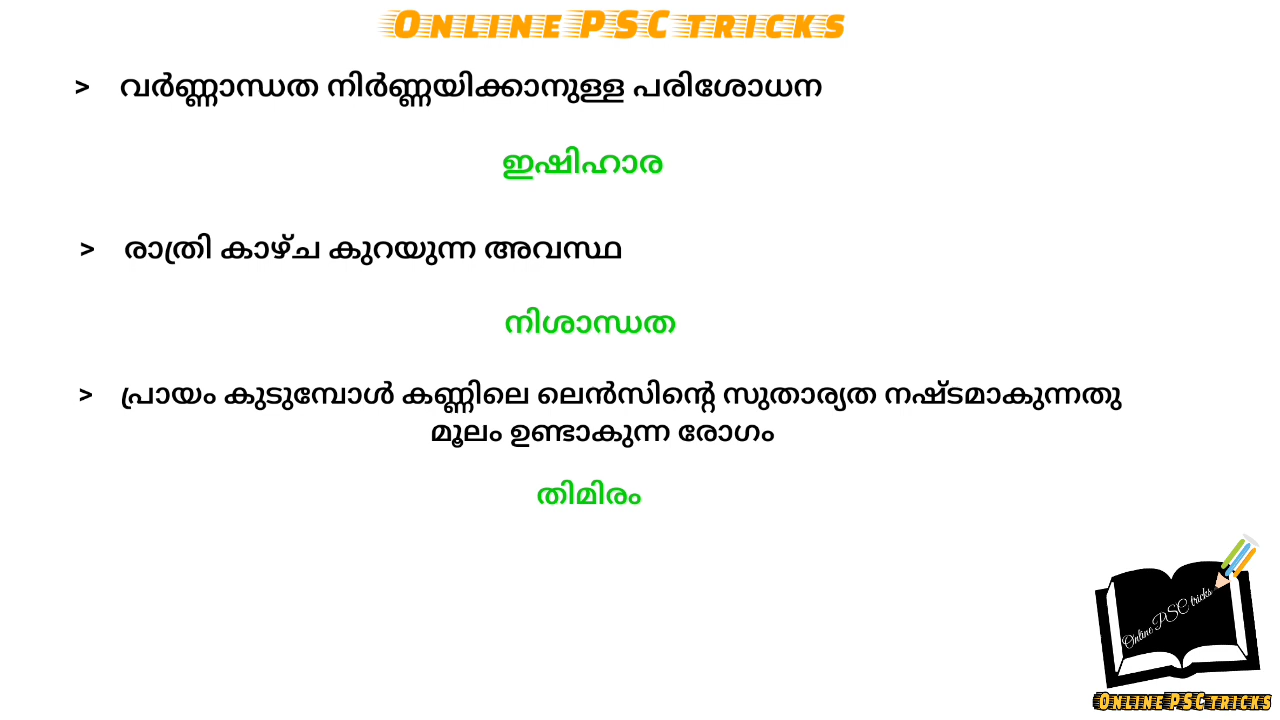 Online PSC tricks
> വർണ്ണാന്ധത നിർണ്ണയിക്കാനുള്ള പരിശോധന
ഇഷിഹാര
> രാത്രി കാഴ്ച കുറയുന്ന അവസ്ഥ
നിശാന്ധത
> പ്രായം കുടുമ്പോൾ കണ്ണിലെ ലെൻസിന്റെ സുതാര്യത നഷ്ടമാകുന്നതു
മൂലം ഉണ്ടാകുന്ന രോഗം
തിമിരം
Online PSC tricks
Online PSC tricks